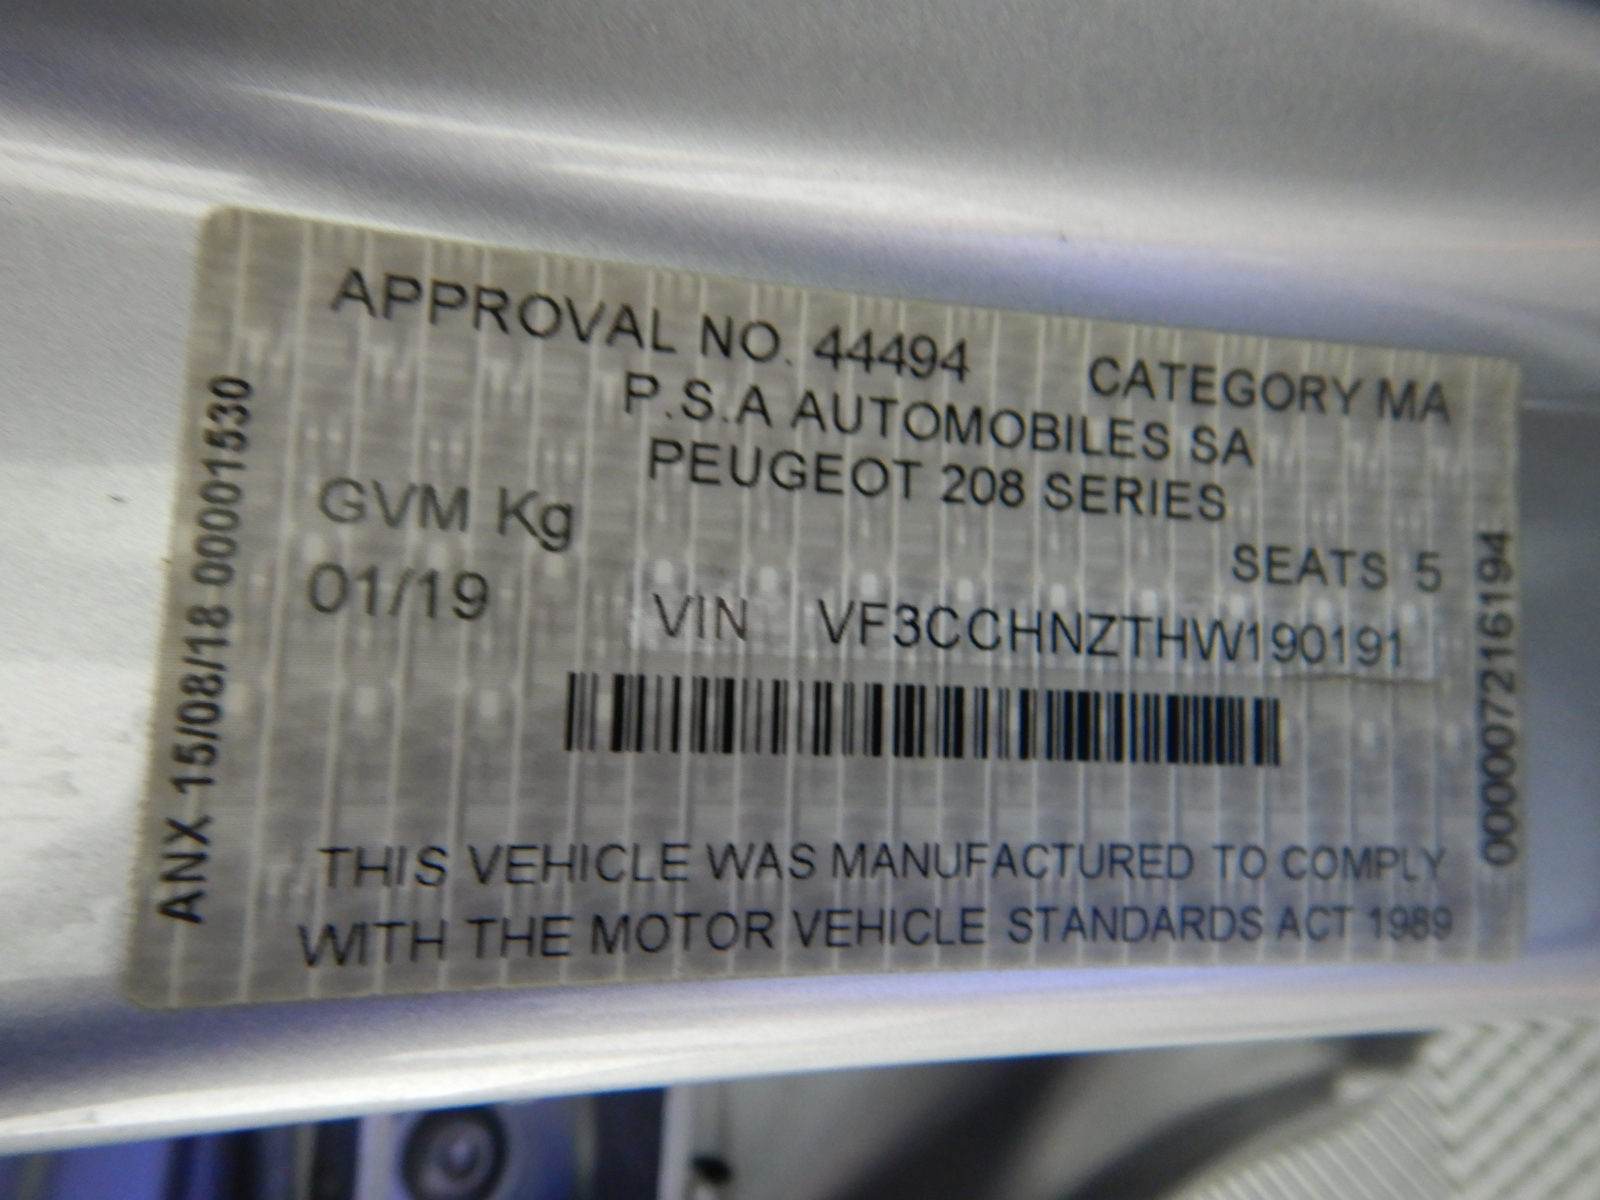 APPROVAL NO. 44494 CATEGORY MA
P.S.A AUTOMOBILES SA
PEUGEOT 208 SERIES
GVM Kg
SEATS 5
01/19
VIN VF3CCHNZTHW190191
THIS VEHICLE WAS MANUFACTURED TO COMPLY
WITH THE MOTOR VEHICLE STANDARDS ACT 1989
ANX 15/08/18 00001530
000007216194